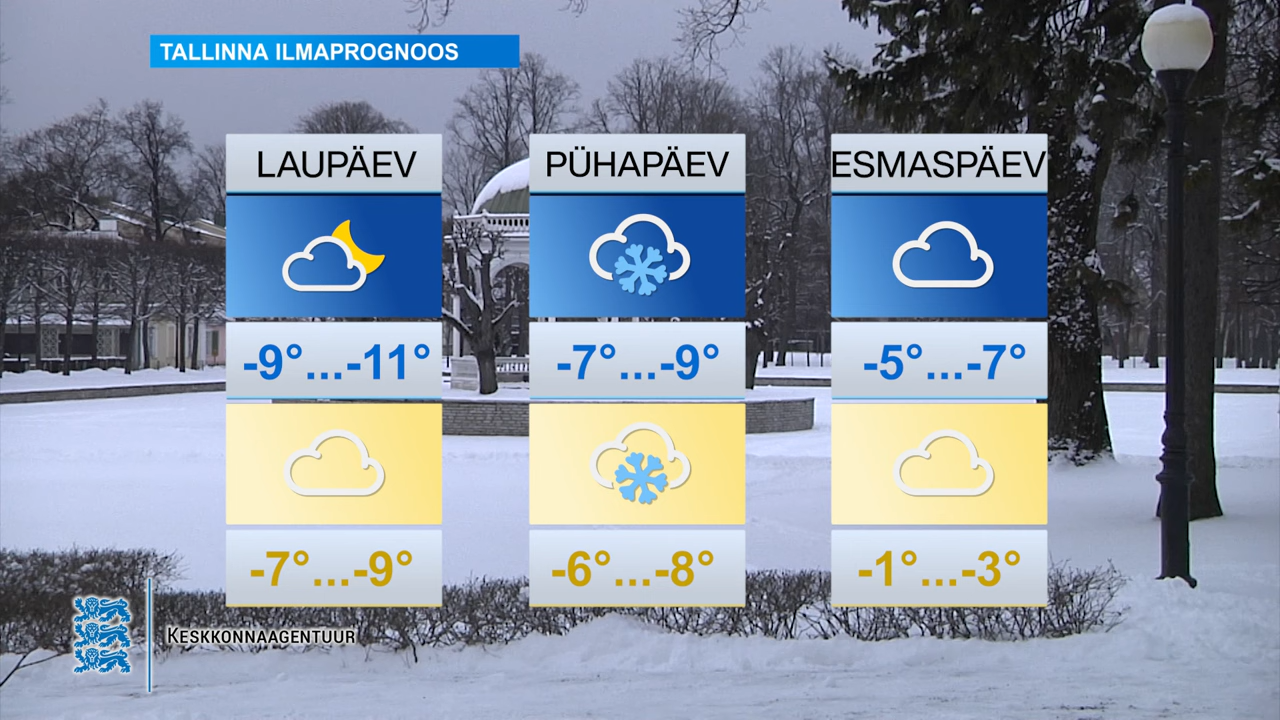 TALLINNA ILMAPROGNOOS
LAUPÄEV
-9°...-11°
-7°...-9°
PÜHAPÄEV
-7°...-9°
-6°...-8°
ESMASPÄEV
-5°...-7°
-1°...-3°
KESKKONNAAGENTUUR